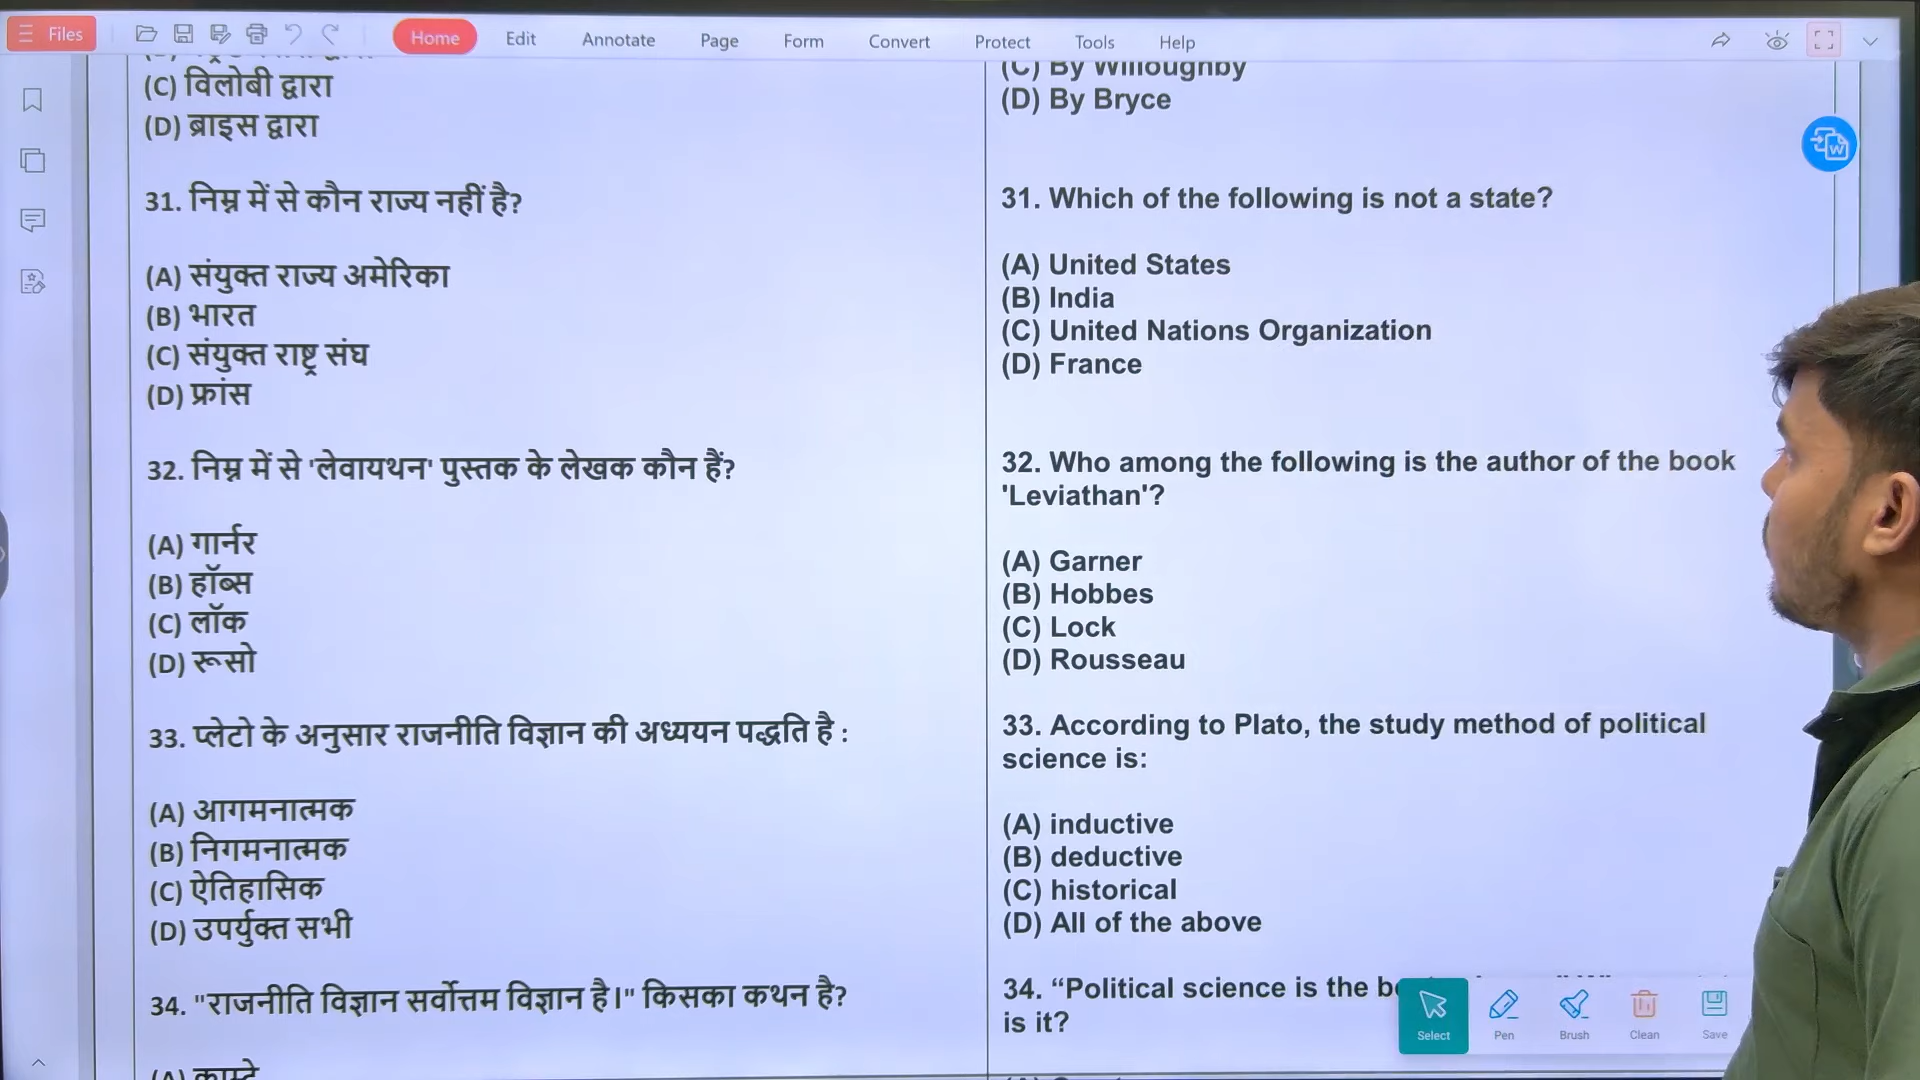 Files
Home
Edit
Annotate
Page
Form
Convert
Protect
Tools
Help
(C) विलोबी द्वारा
(D) ब्राइस द्वारा
31. निम्न में से कौन राज्य नहीं है?
(A) संयुक्त राज्य अमेरिका
(B) भारत
(C) संयुक्त राष्ट्र संघ
(D) फ्रांस
32. निम्न में से 'लेवायथन' पुस्तक के लेखक कौन हैं?
(A) गार्नर
(B) हॉब्स
(C) लॉक
(D) रूसो
33. प्लेटो के अनुसार राजनीति विज्ञान की अध्ययन पद्धति है :
(A) आगमनात्मक
(B) निगमनात्मक
(C) ऐतिहासिक
(D) उपर्युक्त सभी
34. "राजनीति विज्ञान सर्वोत्तम विज्ञान है।" किसका कथन है?
(A) काम्टे
(C) By Willoughby
(D) By Bryce
31. Which of the following is not a state?
(A) United States
(B) India
(C) United Nations Organization
(D) France
32. Who among the following is the author of the book
'Leviathan'?
(A) Garner
(B) Hobbes
(C) Lock
(D) Rousseau
33. According to Plato, the study method of political
science is:
(A) inductive
(B) deductive
(C) historical
(D) All of the above
34. “Political science is the
is it?
Select
Pen
Brush
Clean
Save